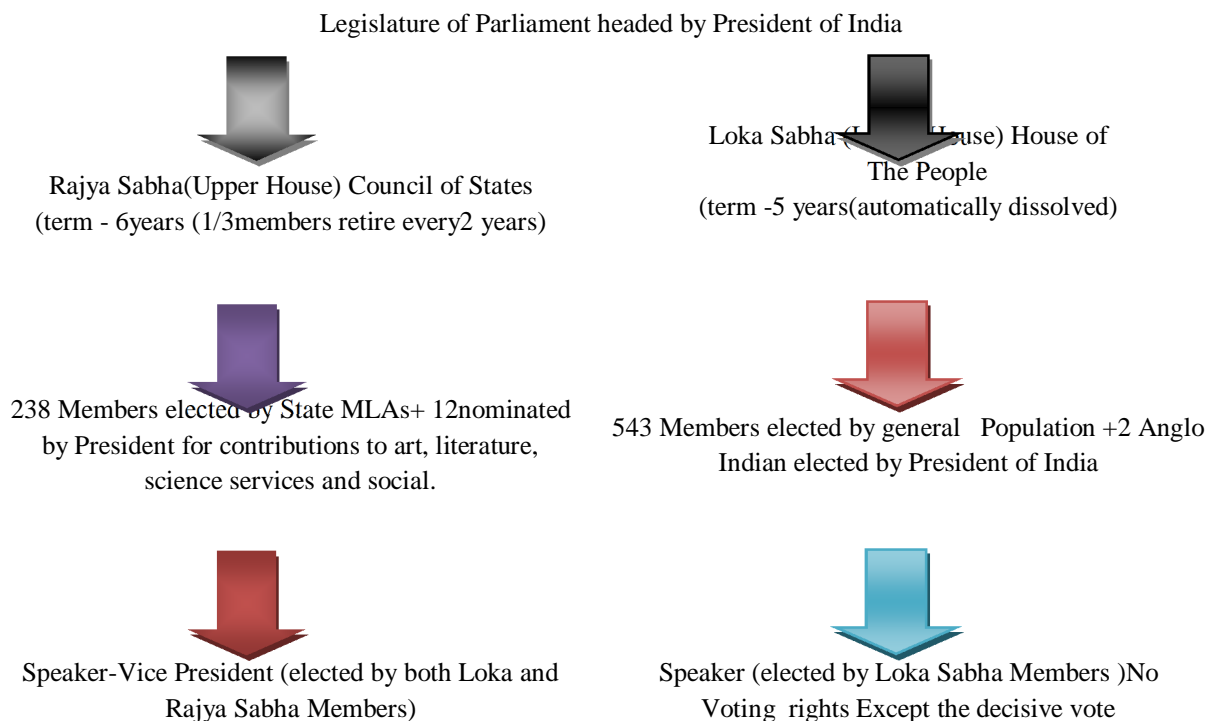 Legislature of Parliament headed by President of India
Rajya Sabha(Upper House) Council of States
(term - 6years (1/3members retire every2 years)
Loka Sabha (  House) House of
The People
(term -5 years(automatically dissolved)
238 Members elected by State MLAs+ 12nominated
by President for contributions to art, literature,
science services and social.
543 Members elected by general Population +2 Anglo
Indian elected by President of India
Speaker-Vice President (elected by both Loka and
Rajya Sabha Members)
Speaker (elected by Loka Sabha Members )No
Voting rights Except the decisive vote